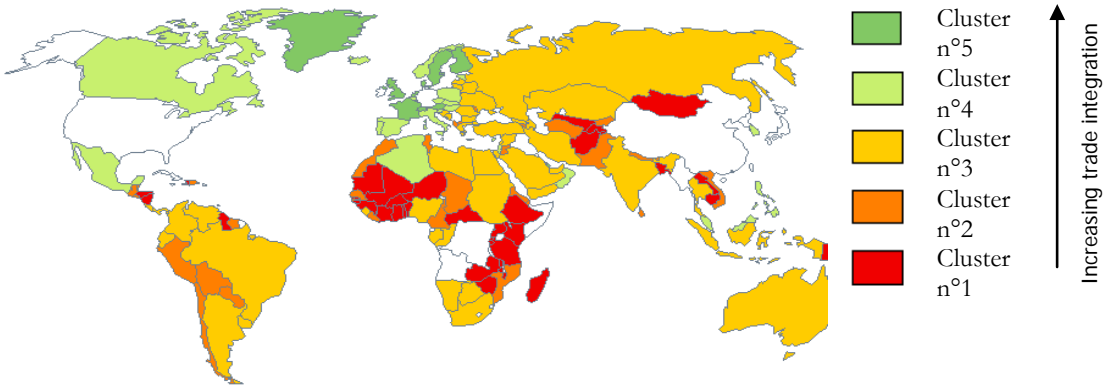 Cluster
n°5
Cluster
n°4
Cluster
n°3
Cluster
n°2
Cluster
n°1
Increasing trade integration